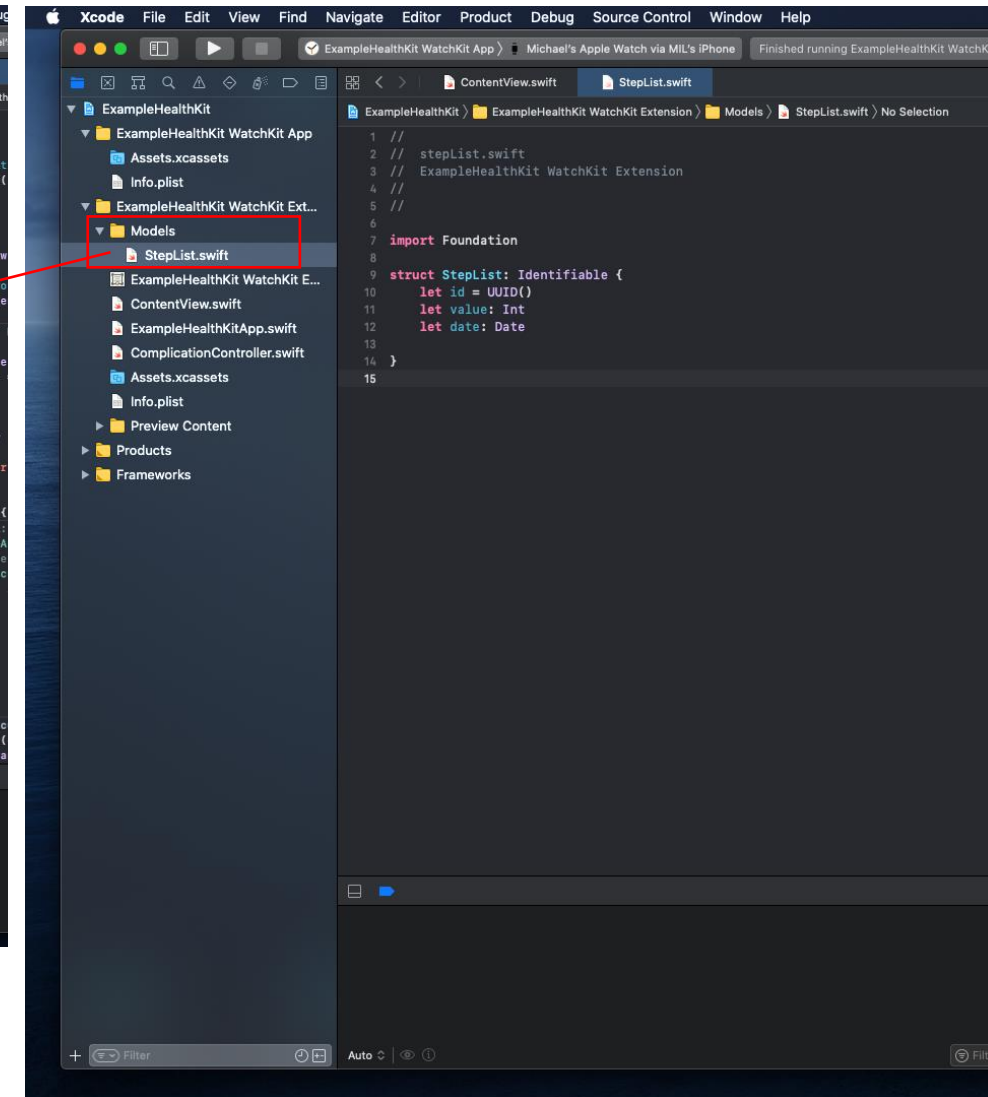 Xcode File Edit View Find Navigate Editor Product Debug Source Control Window Help
ExampleHealthKit WatchKit App 〉 Michael's Apple Watch via MIL's iPhone
Finished running ExampleHealthKit WatchK
ContentView.swift
StepList.swift
ExampleHealthKit 〉 ExampleHealthKit WatchKit Extension 〉 Models 〉 StepList.swift 〉 No Selection
ExampleHealthKit
ExampleHealthKit WatchKit App
Assets.xcassets
Info.plist
ExampleHealthKit WatchKit Ext...
Models
StepList.swift
ExampleHealthKit WatchKit E...
ContentView.swift
ExampleHealthKitApp.swift
ComplicationController.swift
Assets.xcassets
Info.plist
Preview Content
Products
Frameworks
1 //
2 // stepList.swift
3 // ExampleHealthKit WatchKit Extension
4 //
5 //
6
7 import Foundation
8
9 struct StepList: Identifiable {
10 let id = UUID()
11 let value: Int
12 let date: Date
13
14 }
15
Filter
Auto
Filt